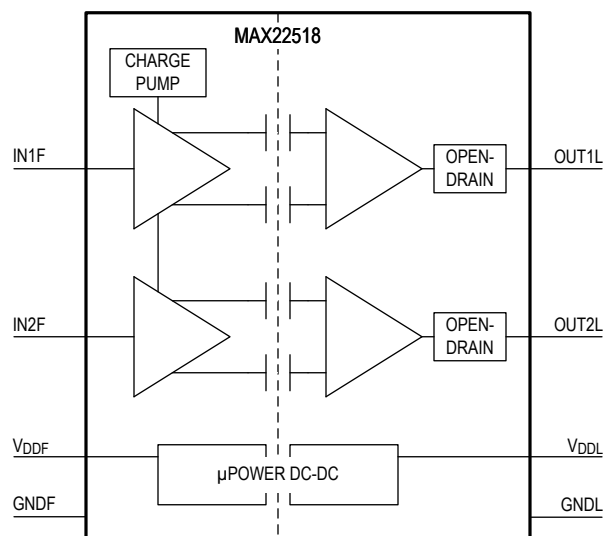 MAX22518
CHARGE
PUMP
IN1F
OPEN-
DRAIN
OUT1L
IN2F
OPEN-
DRAIN
OUT2L
VDDF
µPOWER DC-DC
VDDL
GNDF
GNDL